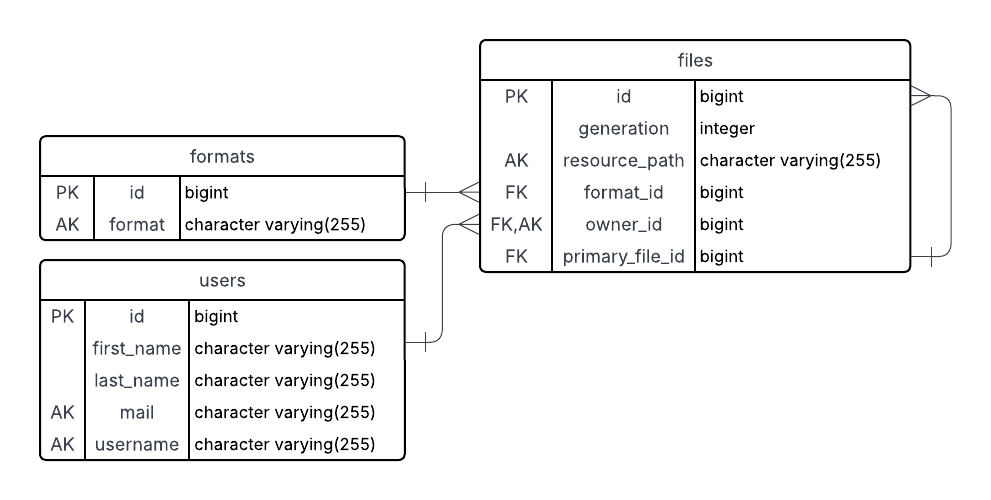 files
PK id bigint
generation integer
AK resource_path character varying(255)
FK format_id bigint
FK,AK owner_id bigint
FK primary_file_id bigint
formats
PK id bigint
AK format character varying(255)
users
PK id bigint
first_name character varying(255)
last_name character varying(255)
AK mail character varying(255)
AK username character varying(255)